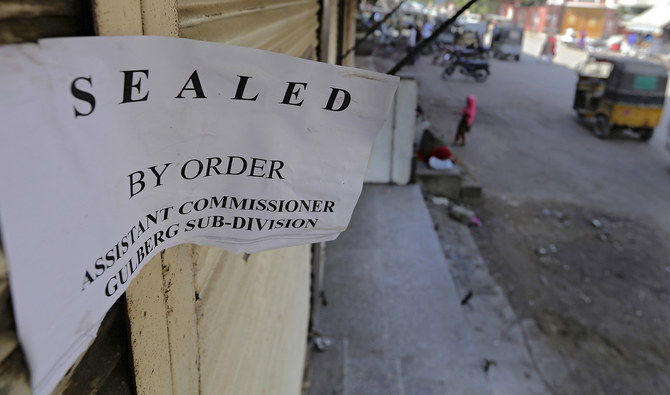 SEALED
BY ORDER
ASSISTANT COMMISSIONER
GULBERG SUB-DIVISION